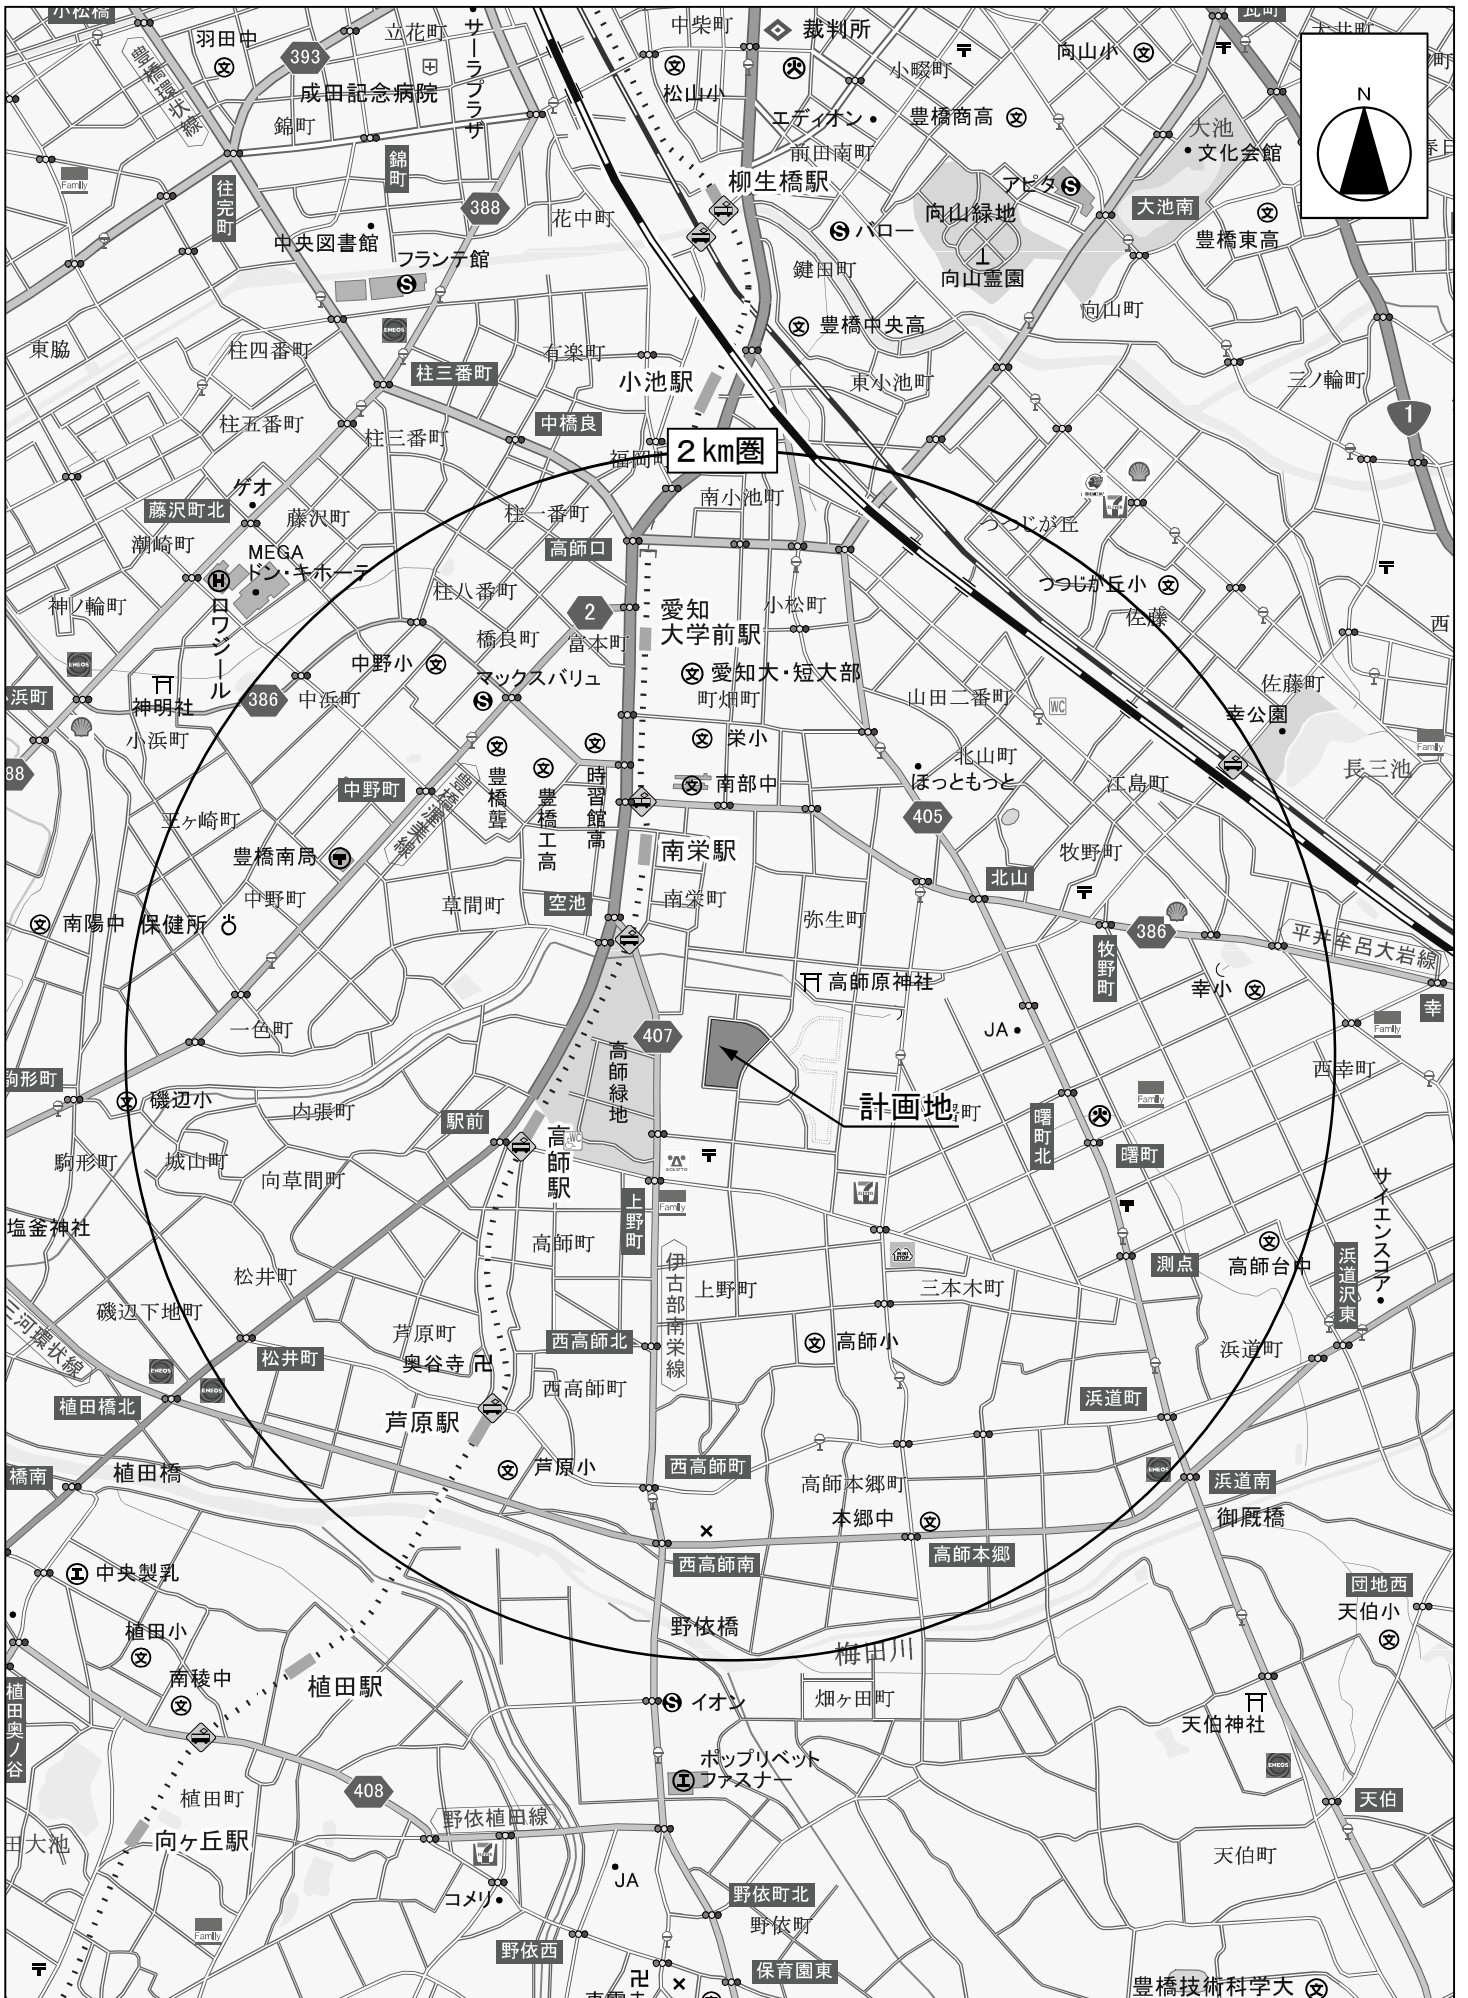 小松橋
立花町
サーラプラザ
中柴町
裁判所
瓦町
羽田中
393
豊橋環状線
成田記念病院
松山小
小畷町
向山小
N
錦町
錦町
エディオン
豊橋商高
大池
文化会館
前田南町
柳生橋駅
アピタ
往完町
388
花中町
向山緑地
大池南
中央図書館
フランテ館
バロー
豊橋東高
鍵田町
向山霊園
向山町
豊橋中央高
東脇
柱四番町
有楽町
柱三番町
小池駅
東小池町
三ノ輪町
柱五番町
中橋良
1
柱三番町
2km圏
ゲオ
南小池町
藤沢町北
藤沢町
柱一番町
つつじが丘
潮崎町
MEGA
ドン・キホーテ
高師口
神ノ輪町
ロワジール
柱八番町
愛知
大学前駅
小松町
つつじが丘小
佐藤
西
2
橋良町
富本町
中野小
マックスバリュ
愛知大・短大部
町畑町
山田二番町
WC
佐藤町
幸公園
神明社
386
中浜町
小浜町
栄小
北山町
ほっともっと
Family
長三池
88
中野町
豊橋聾
豊橋工高
時習館高
南部中
江島町
王ヶ崎町
豊橋南局
南栄駅
405
牧野町
中野町
草間町
空池
南栄町
弥生町
北山
南陽中
保健所
386
平井牟呂大岩線
牧野町
高師原神社
幸小
幸
一色町
407
高師緑地
JA
Family
西幸町
磯辺小
内張町
計画地
駅前
高師駅
曙町北
曙町
駒形町
城山町
向草間町
上野町
サイエンスコア
塩釜神社
高師町
伊古部南栄線
測点
高師台中
浜道沢東
松井町
上野町
三本木町
磯辺下地町
芦原町
西高師北
高師小
浜道町
松井町
奥谷寺
西高師町
植田橋北
芦原駅
浜道町
橋南
植田橋
芦原小
西高師町
高師本郷町
浜道南
本郷中
御厩橋
西高師南
高師本郷
中央製乳
団地西
天伯小
植田小
野依橋
梅田川
南稜中
植田駅
イオン
畑ヶ田町
天伯神社
植田奥ノ谷
ポップリベット
ファスナー
植田町
408
野依植田線
天伯
向ヶ丘駅
天伯町
JA
コメリ
野依町北
野依町
Family
野依西
保育園東
豊橋技術科学大